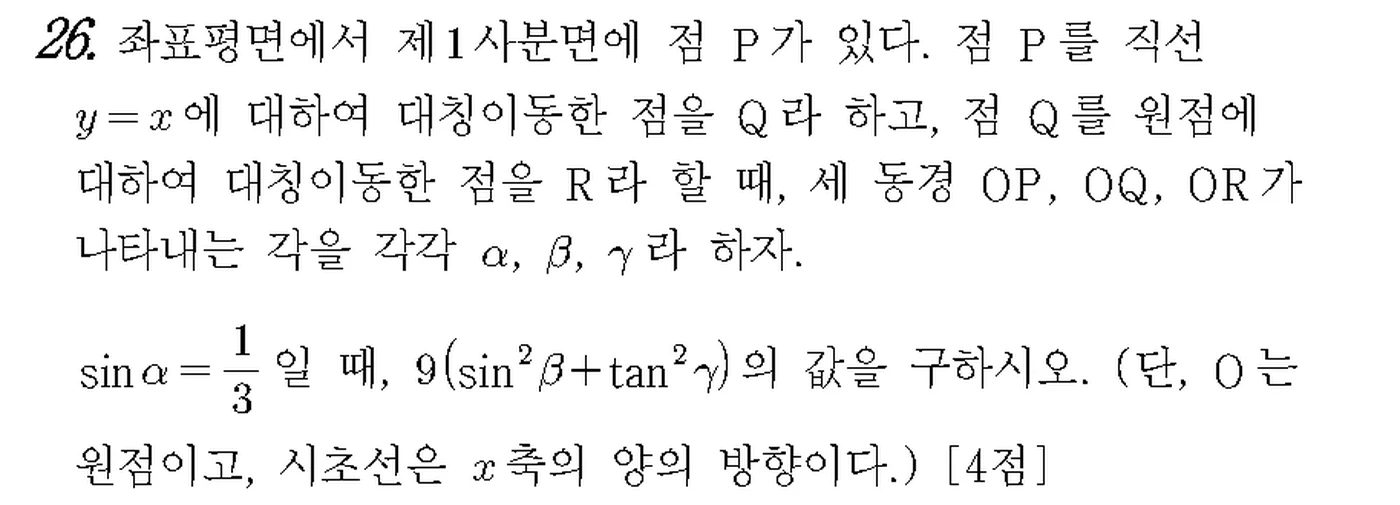 26. 좌표평면에서 제1사분면에 점 P가 있다. 점 P를 직선
y=x에 대하여 대칭이동한 점을 Q라 하고, 점 Q를 원점에
대하여 대칭이동한 점을 R라 할 때, 세 동경 OP, OQ, OR가
나타내는 각을 각각 α, β, γ라 하자.
sinα=1/3일 때, 9(sin²β+tan²γ)의 값을 구하시오. (단, O는
원점이고, 시초선은 x축의 양의 방향이다.) [4점]